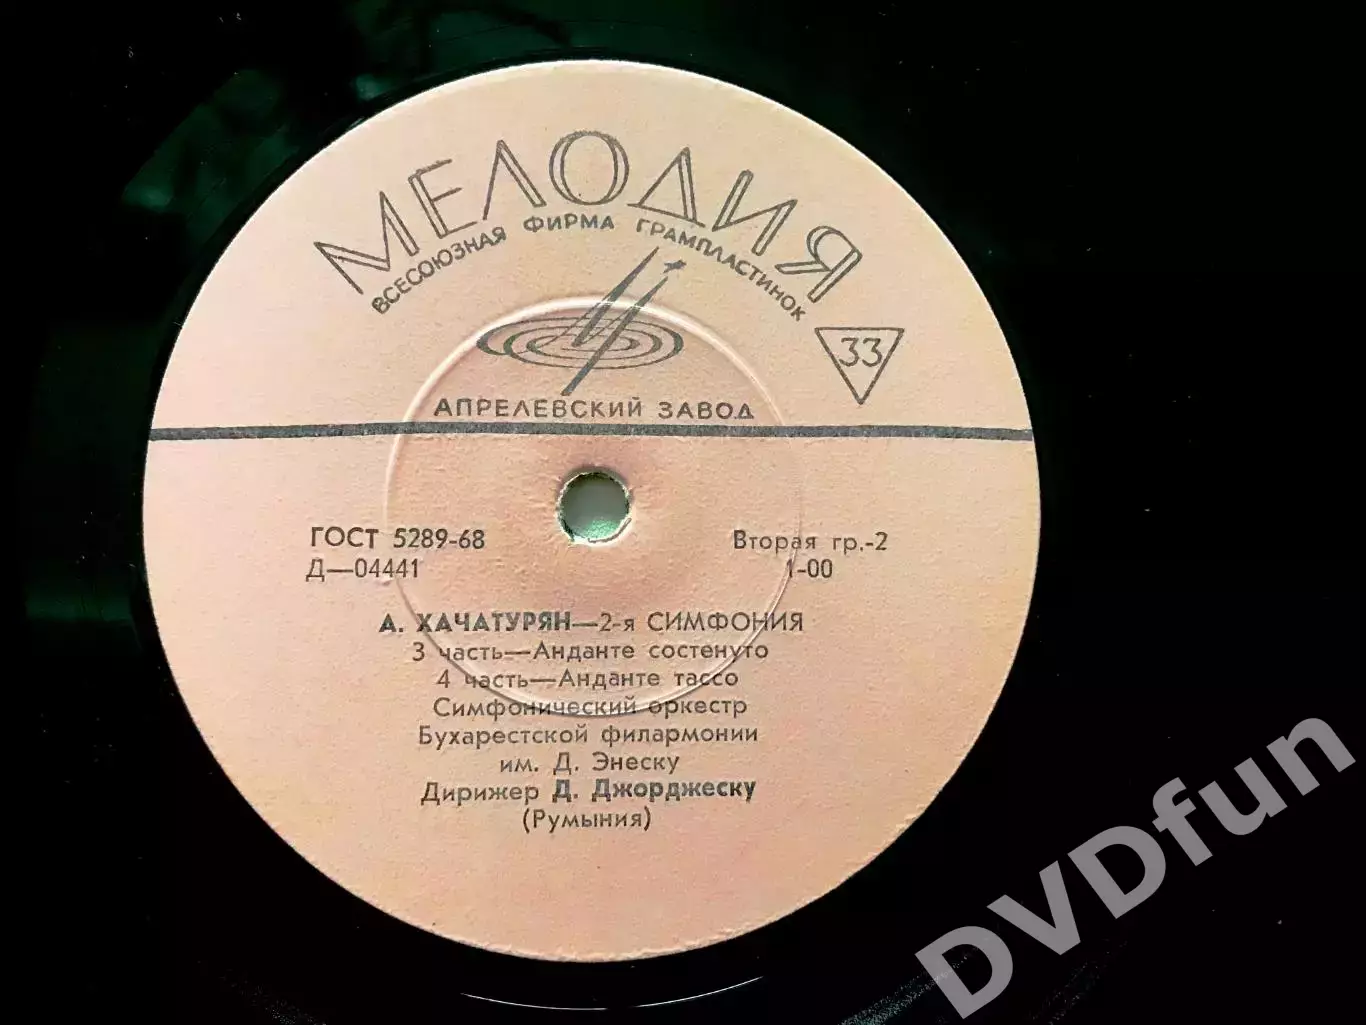 МЕЛОДИЯ
ВСЕСОЮЗНАЯ ФИРМА ГРАМПЛАСТИНОК
33
АПРЕЛЕВСКИЙ ЗАВОД
ГОСТ 5289-68
Вторая гр.-2
Д—04441
1-00
А. ХАЧАТУРЯН—2-я СИМФОНИЯ
3 часть—Анданте состенуто
4 часть—Анданте тассо
Симфонический оркестр
Бухарестской филармонии
им. Д. Энеску
Дирижер Д. Джорджеску
(Румыния)
DVDfun